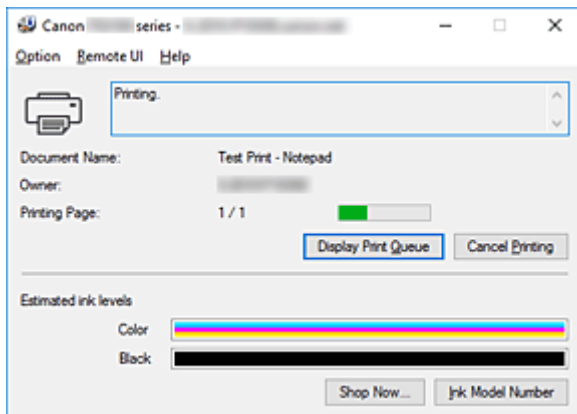 Canon series -
Option Remote UI Help
Printing.
Document Name: Test Print - Notepad
Owner:
Printing Page: 1 / 1
Display Print Queue Cancel Printing
Estimated ink levels
Color
Black
Shop Now... Ink Model Number